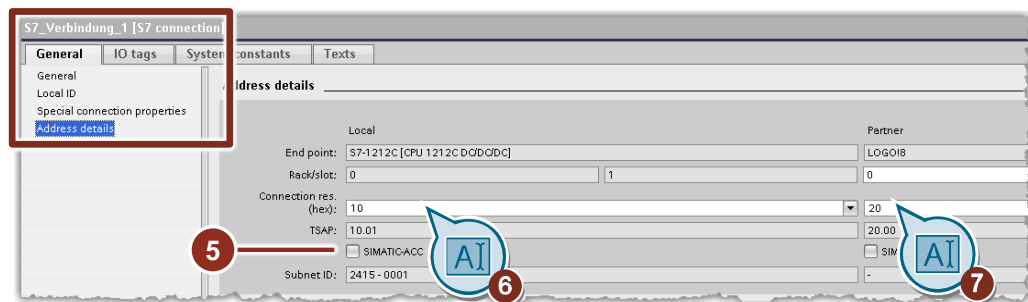 S7_Verbindung_1 [S7 connection]
General IO tags System constants Texts
General
Local ID
Special connection properties
Address details
Address details
Local Partner
End point: S7-1212C [CPU 1212C DC/DC/DC] LOGO!8
Rack/slot: 0 1 0
Connection res.
(hex): 10 20
TSAP: 10.01 20.00
SIMATIC-ACC SIM
Subnet ID: 2415 - 0001 -
5
A
6
A
7